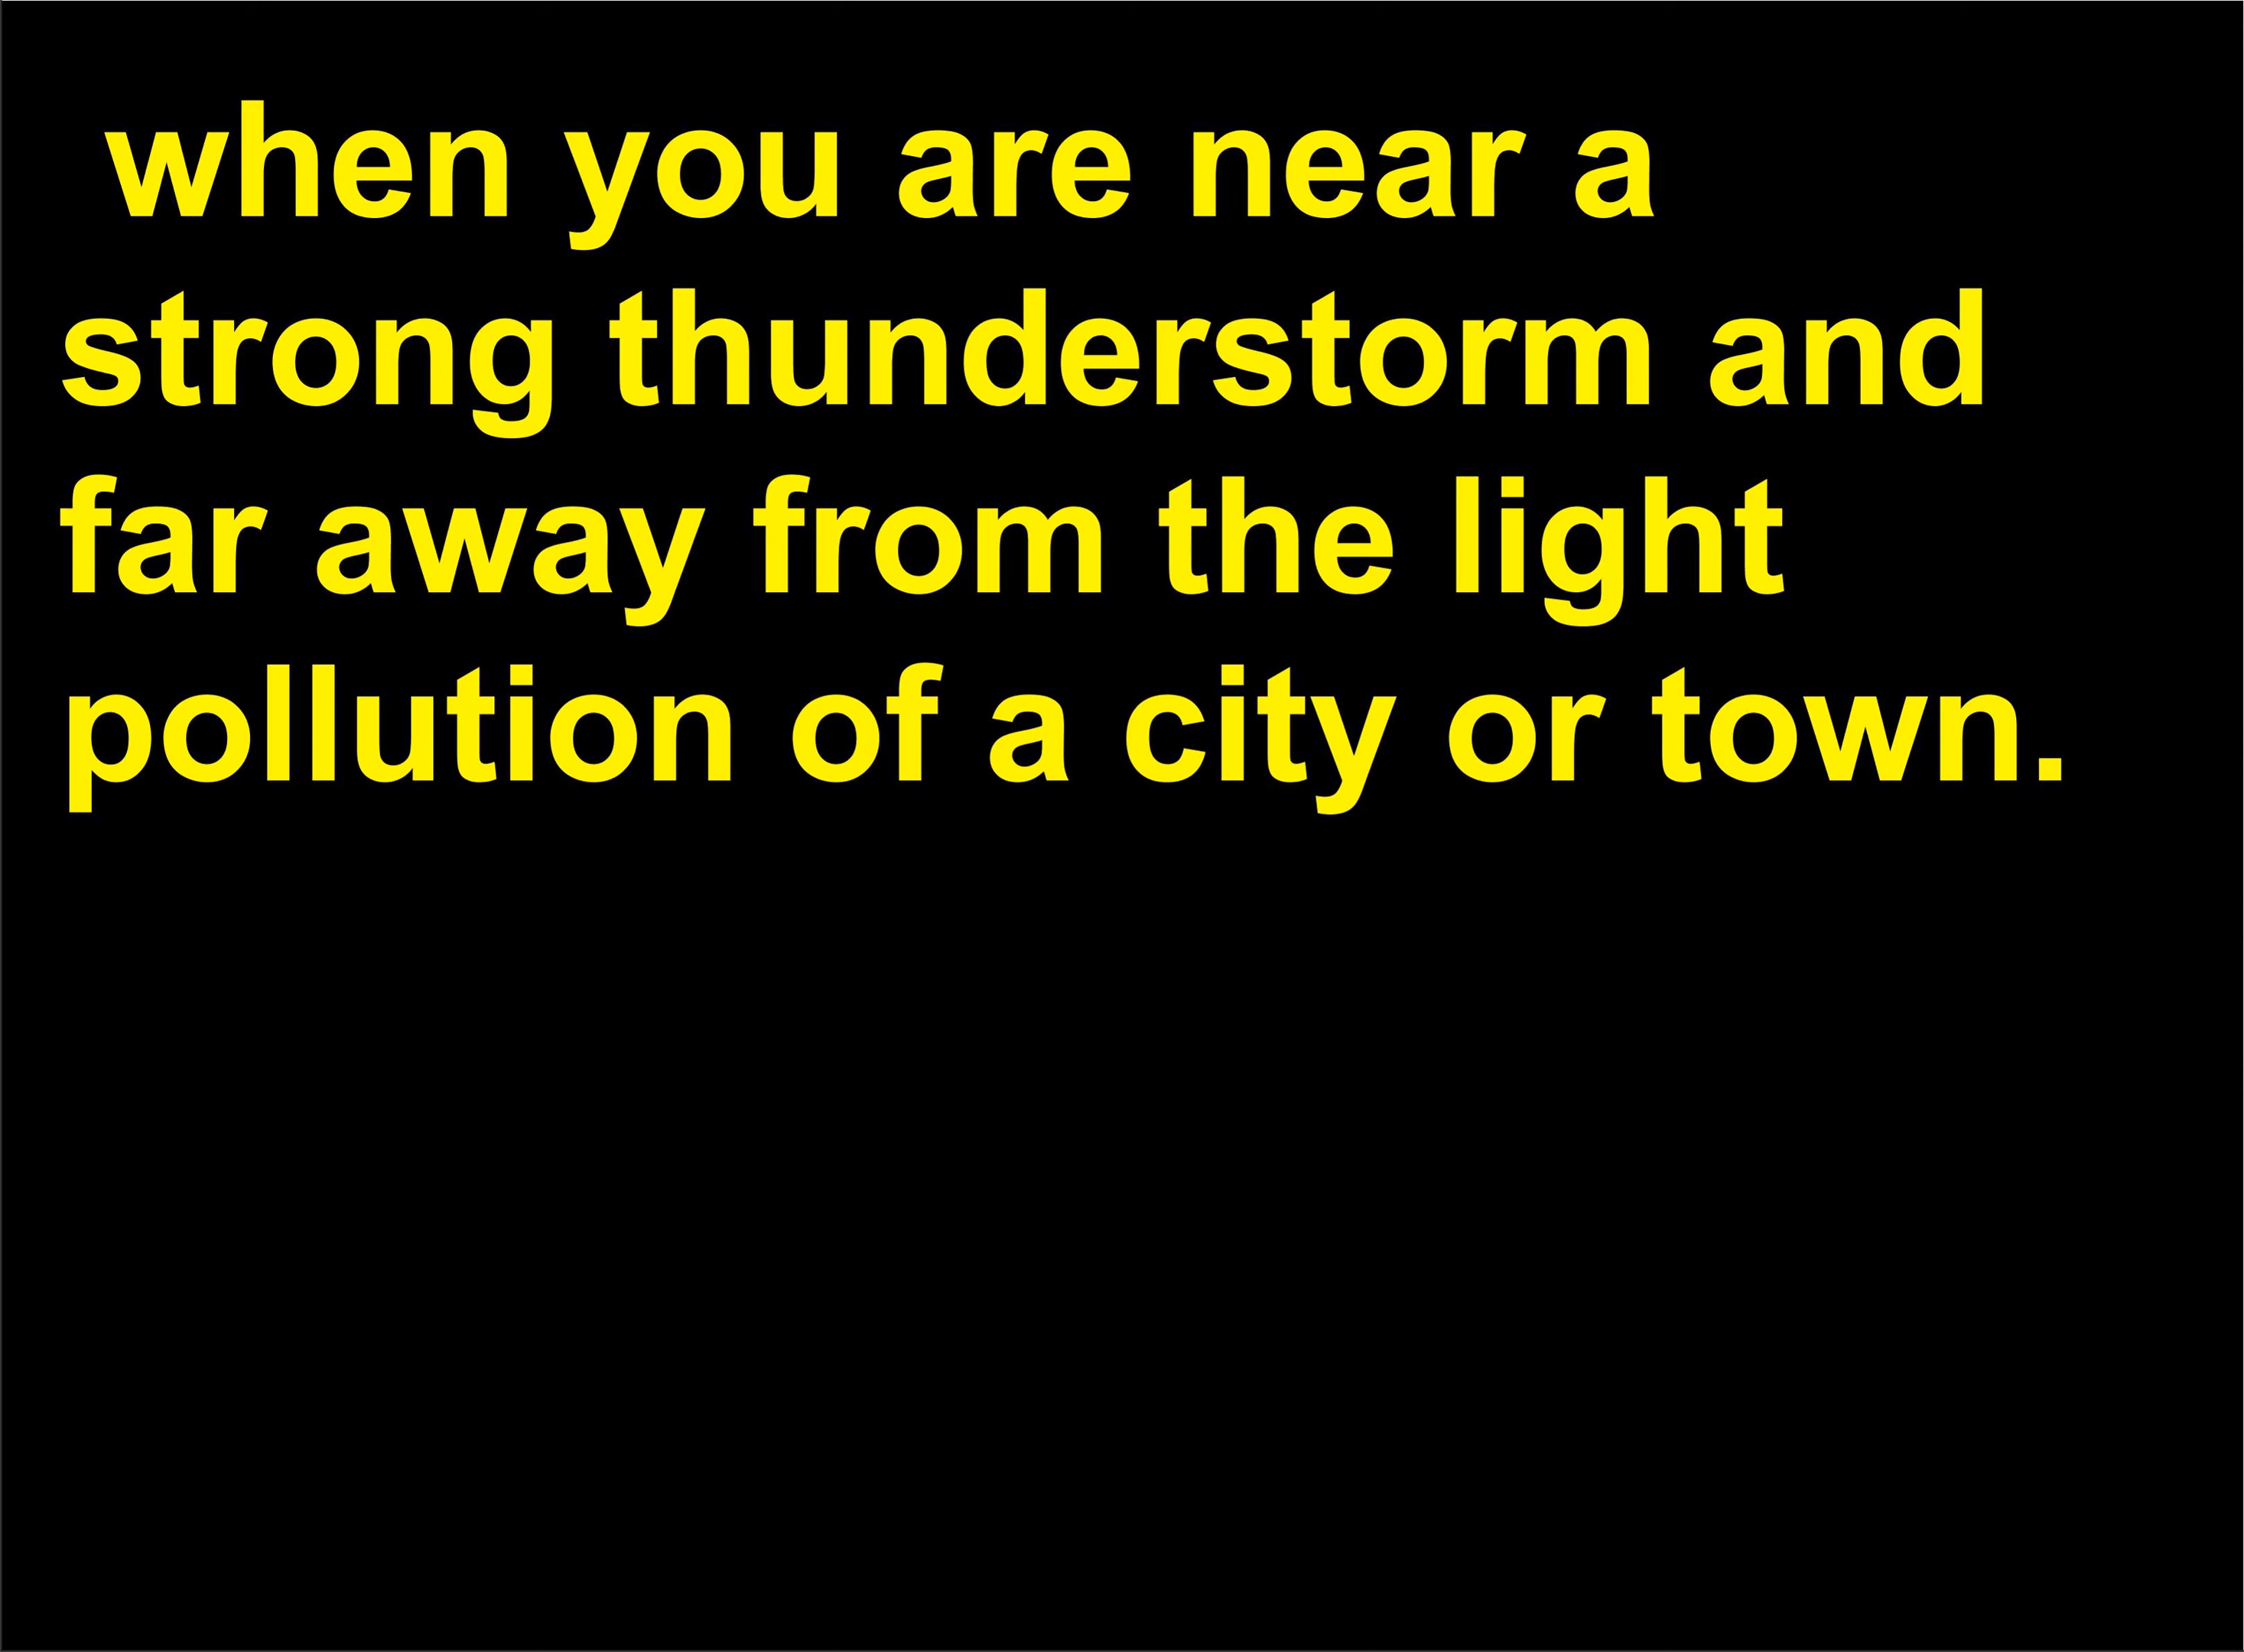 when you are near a
strong thunderstorm and
far away from the light
pollution of a city or town.